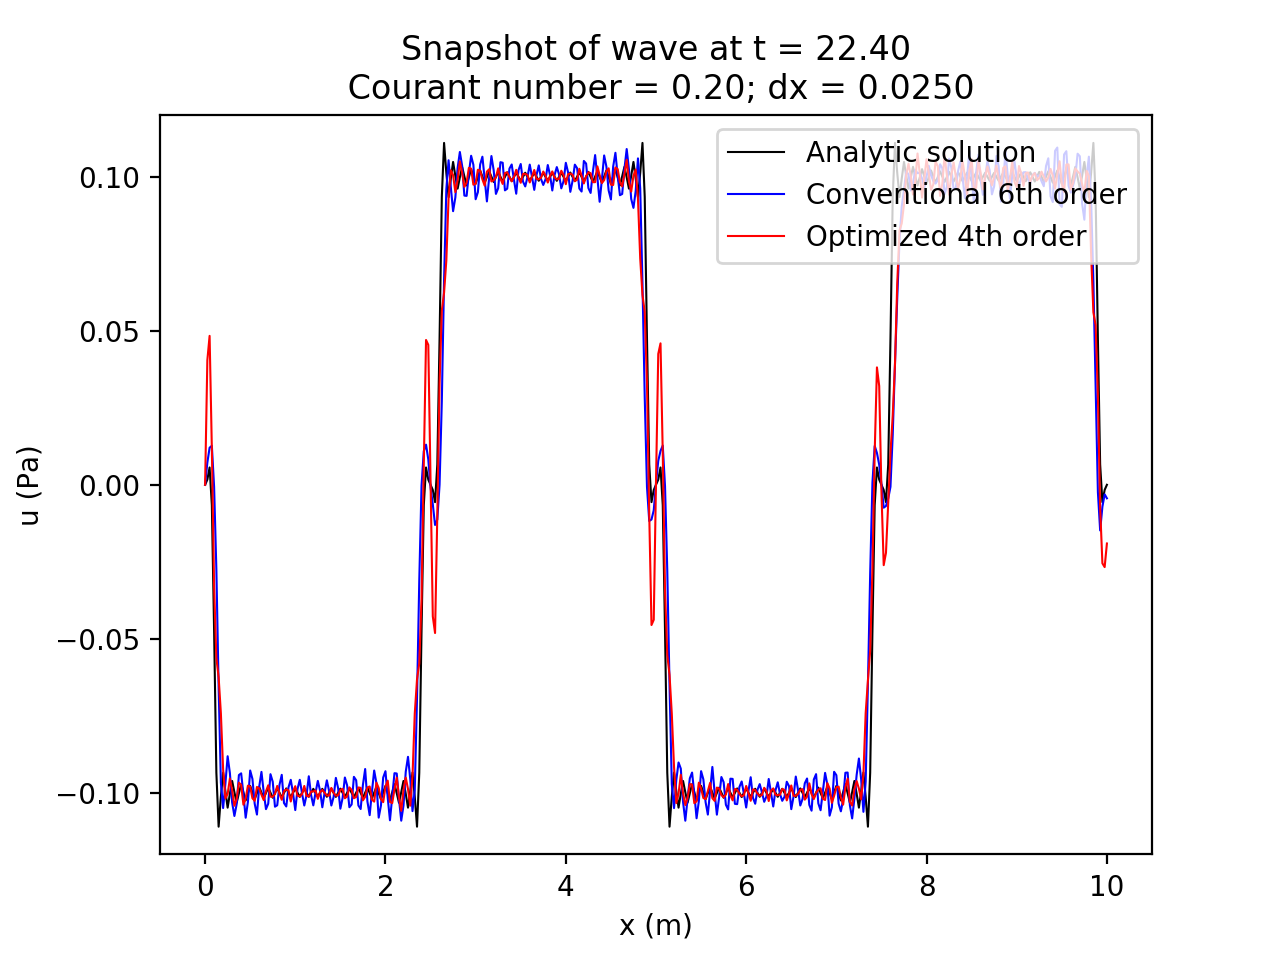 Snapshot of wave at t = 22.40
Courant number = 0.20; dx = 0.0250
Analytic solution
Conventional 6th order
Optimized 4th order
0.10
0.05
0.00
−0.05
−0.10
u (Pa)
0 2 4 6 8 10
x (m)